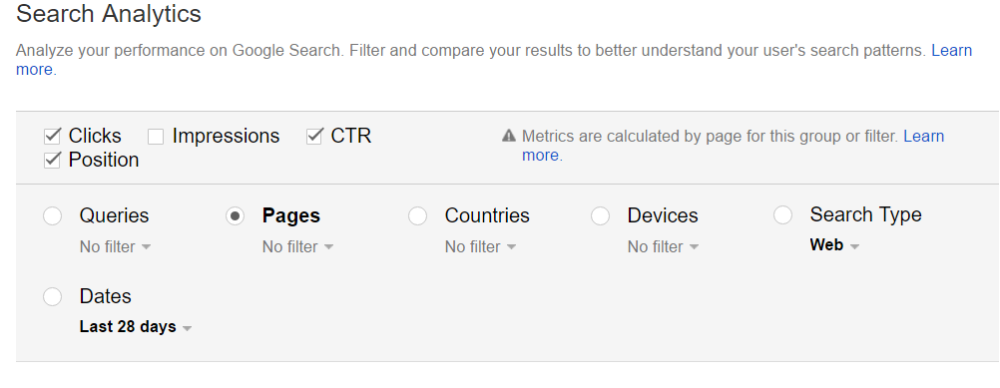 Search Analytics
Analyze your performance on Google Search. Filter and compare your results to better understand your user's search patterns. Learn
more.
Clicks Impressions CTR
Position
Metrics are calculated by page for this group or filter. Learn
more.
Queries Pages Countries Devices Search Type
No filter No filter No filter No filter Web
Dates
Last 28 days